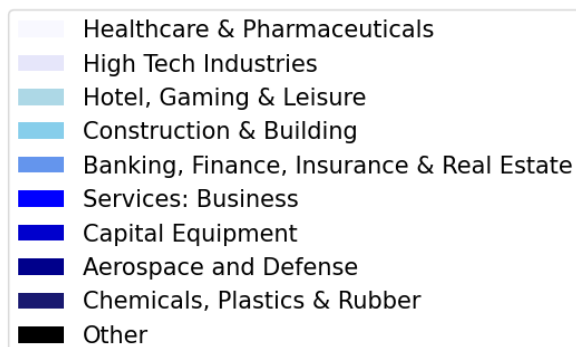 Healthcare & Pharmaceuticals
High Tech Industries
Hotel, Gaming & Leisure
Construction & Building
Banking, Finance, Insurance & Real Estate
Services: Business
Capital Equipment
Aerospace and Defense
Chemicals, Plastics & Rubber
Other